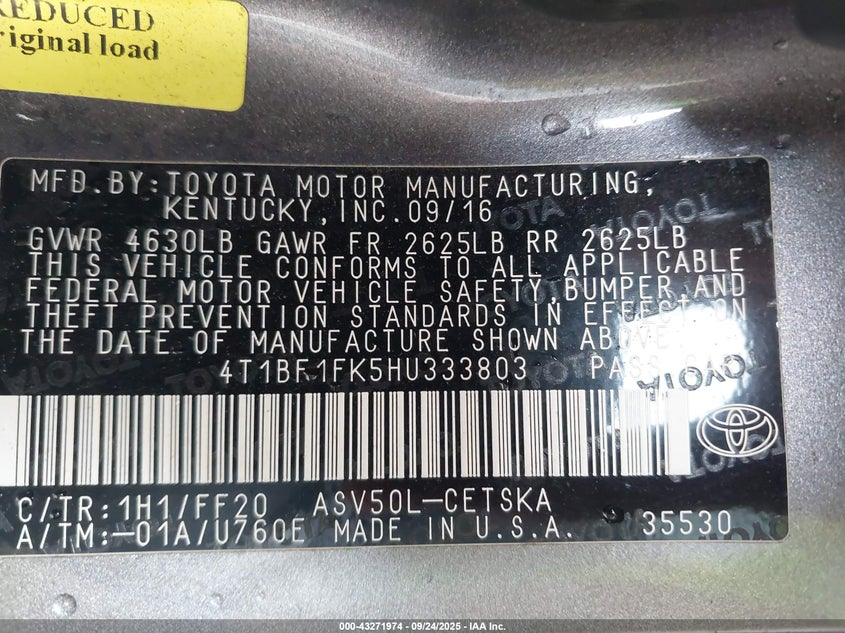 REDUCED
riginal load
MFD.BY:TOYOTA MOTOR MANUFACTURING,
KENTUCKY,INC.09/16
GVWR 4630LB GAWR FR 2625LB RR 2625LB
THIS VEHICLE CONFORMS TO ALL APPLICABLE
FEDERAL MOTOR VEHICLE SAFETY,BUMPER,AND
THEFT PREVENTION STANDARDS IN EFFECT ON
THE DATE OF MANUFACTURE SHOWN ABOVE.
4T1BF1FK5HU333803 PASS.CAR
C/TR:1H1/FF20 ASV50L-CETSKA
A/TM:-01A/U760E MADE IN U.S.A. 35530
000-43271974 | 09/24/2025 - IAA Inc.